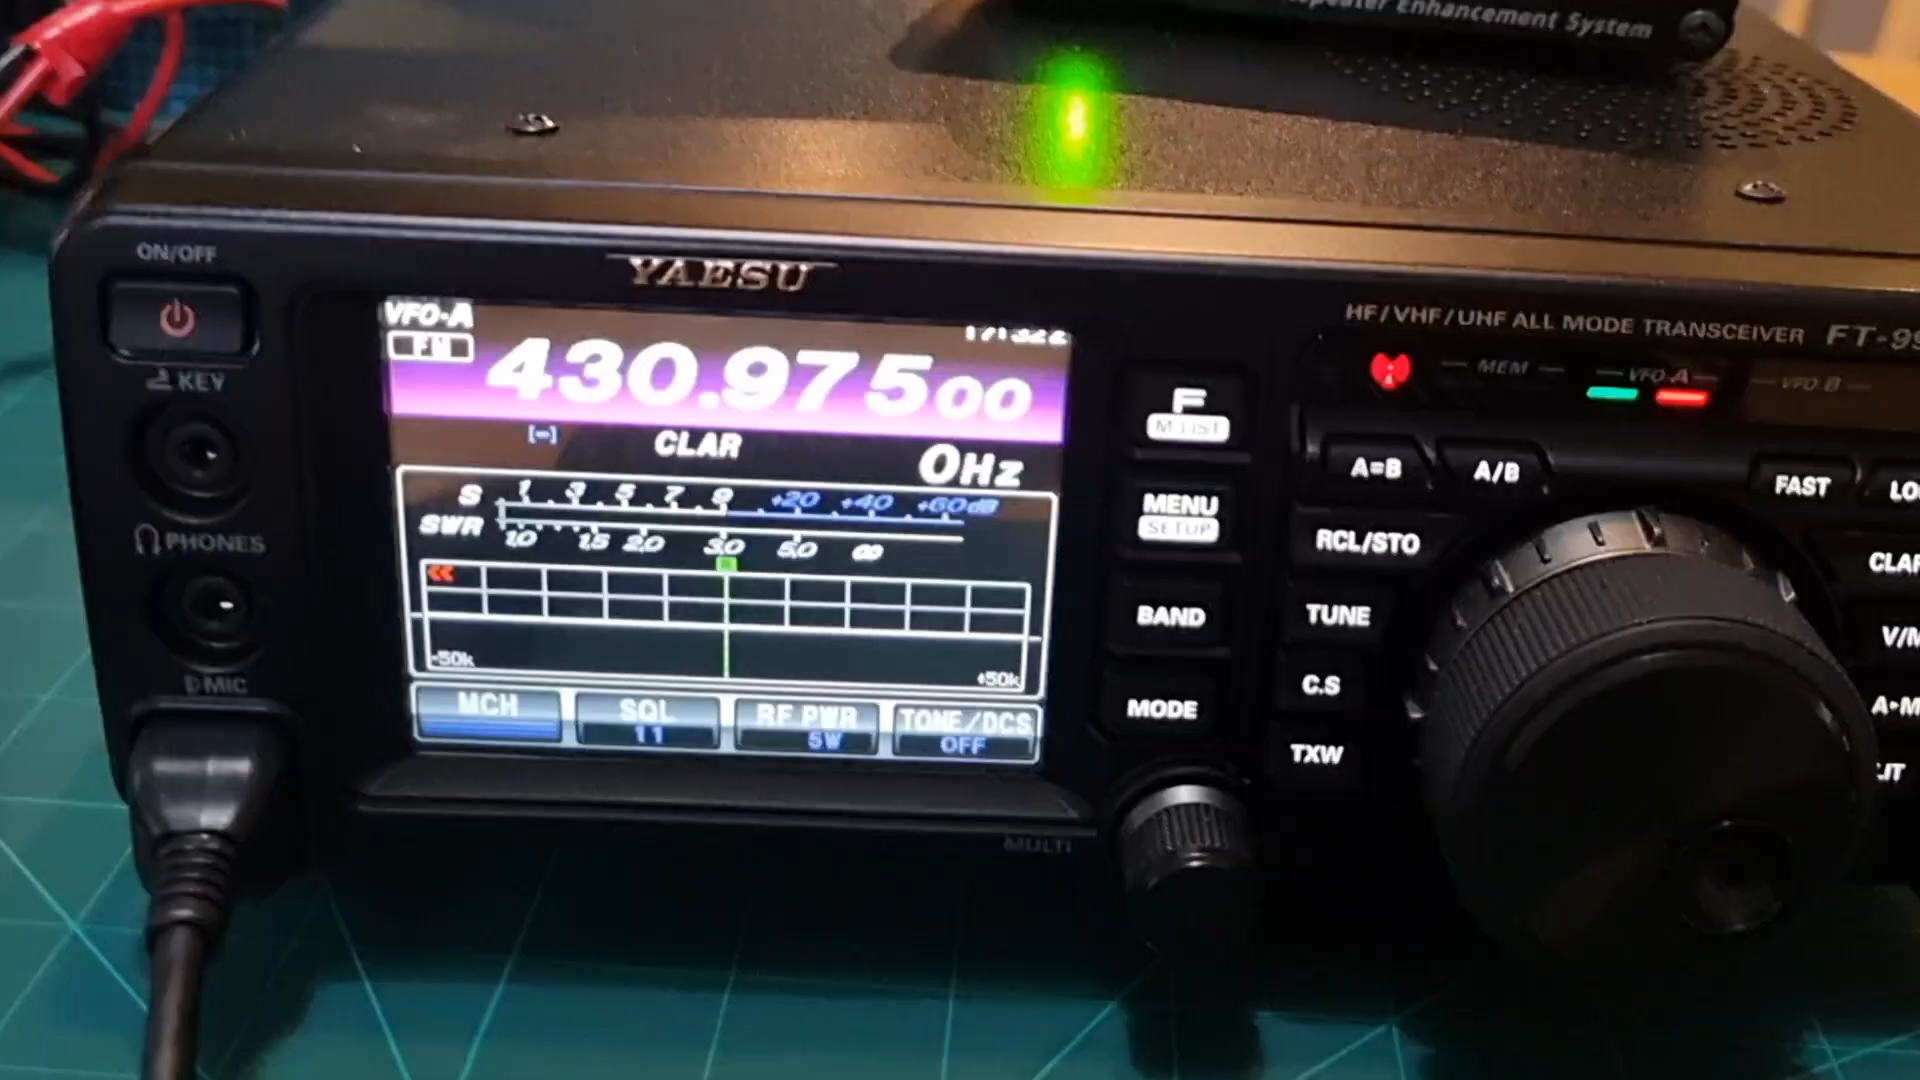 Enhancement System
ON/OFF
YAESU
HF/VHF/UHF ALL MODE TRANSCEIVER FT-99
VFO-A
FM
430.97500
[-]
CLAR
0Hz
S 1 3 5 7 9 +20 +40 +60dB
SWR
1.0 1.5 2.0 3.0 5.0 ∞
-50k
+50k
MCH
SQL
11
RF PWR
5W
TONE/DCS
OFF
KEY
PHONES
MIC
F
M LIST
MENU
SETUP
BAND
MODE
MULTI
MEM
VFO-A
VFO-B
A=B
A/B
FAST
RCL/STO
TUNE
C.S
TXW
CLAR
V/M